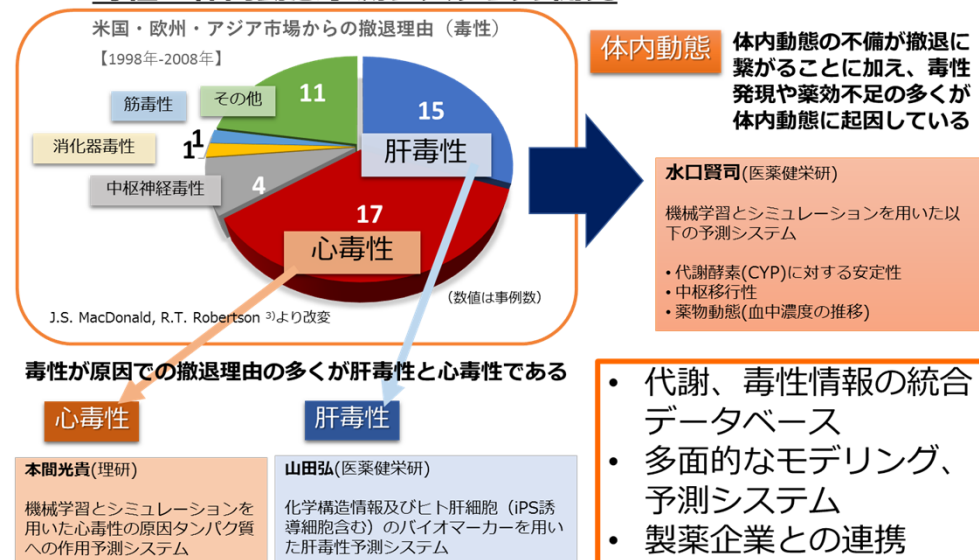 米国・欧州・アジア市場からの撤退理由（毒性）
【1998年-2008年】
筋毒性
その他
11
15
肝毒性
消化器毒性
1
1
中枢神経毒性
4
17
心毒性
(数値は事例数)
J.S. MacDonald, R.T. Robertson 3)より改変
体内動態
体内動態の不備が撤退に
繋がることに加え、毒性
発現や薬効不足の多くが
体内動態に起因している
水口賢司(医薬健栄研)
機械学習とシミュレーションを用いた以
下の予測システム
• 代謝酵素(CYP)に対する安定性
• 中枢移行性
• 薬物動態(血中濃度の推移)
毒性が原因での撤退理由の多くが肝毒性と心毒性である
心毒性
本間光貴(理研)
機械学習とシミュレーションを
用いた心毒性の原因タンパク質
への作用予測システム
肝毒性
山田弘(医薬健栄研)
化学構造情報及びヒト肝細胞（iPS誘
導細胞含む）のバイオマーカーを用い
た肝毒性予測システム
• 代謝、毒性情報の統合
データベース
• 多面的なモデリング、
予測システム
• 製薬企業との連携